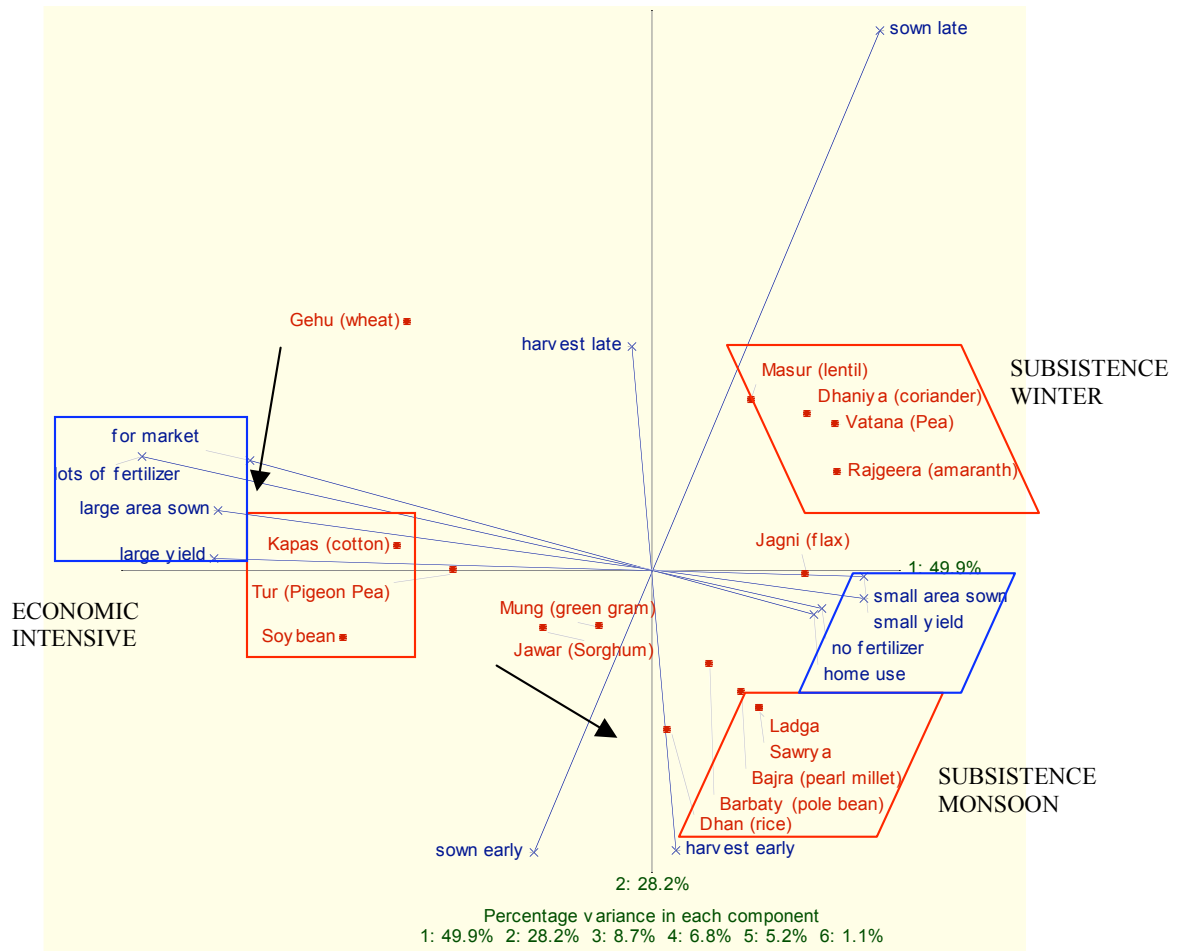 sown late
Gehu (wheat)
harvest late
Masur (lentil)
Dhaniya (coriander)
Vatana (Pea)
Rajgeera (amaranth)
SUBSISTENCE
WINTER
for market
lots of fertilizer
large area sown
large yield
Kapas (cotton)
Tur (Pigeon Pea)
Soybean
ECONOMIC
INTENSIVE
Mung (green gram)
Jawar (Sorghum)
Jagni (flax)
1: 49.9%
small area sown
small yield
no fertilizer
home use
Ladga
Sawrya
Bajra (pearl millet)
Barbaty (pole bean)
Dhan (rice)
SUBSISTENCE
MONSOON
sown early
harvest early
2: 28.2%
Percentage variance in each component
1: 49.9% 2: 28.2% 3: 8.7% 4: 6.8% 5: 5.2% 6: 1.1%